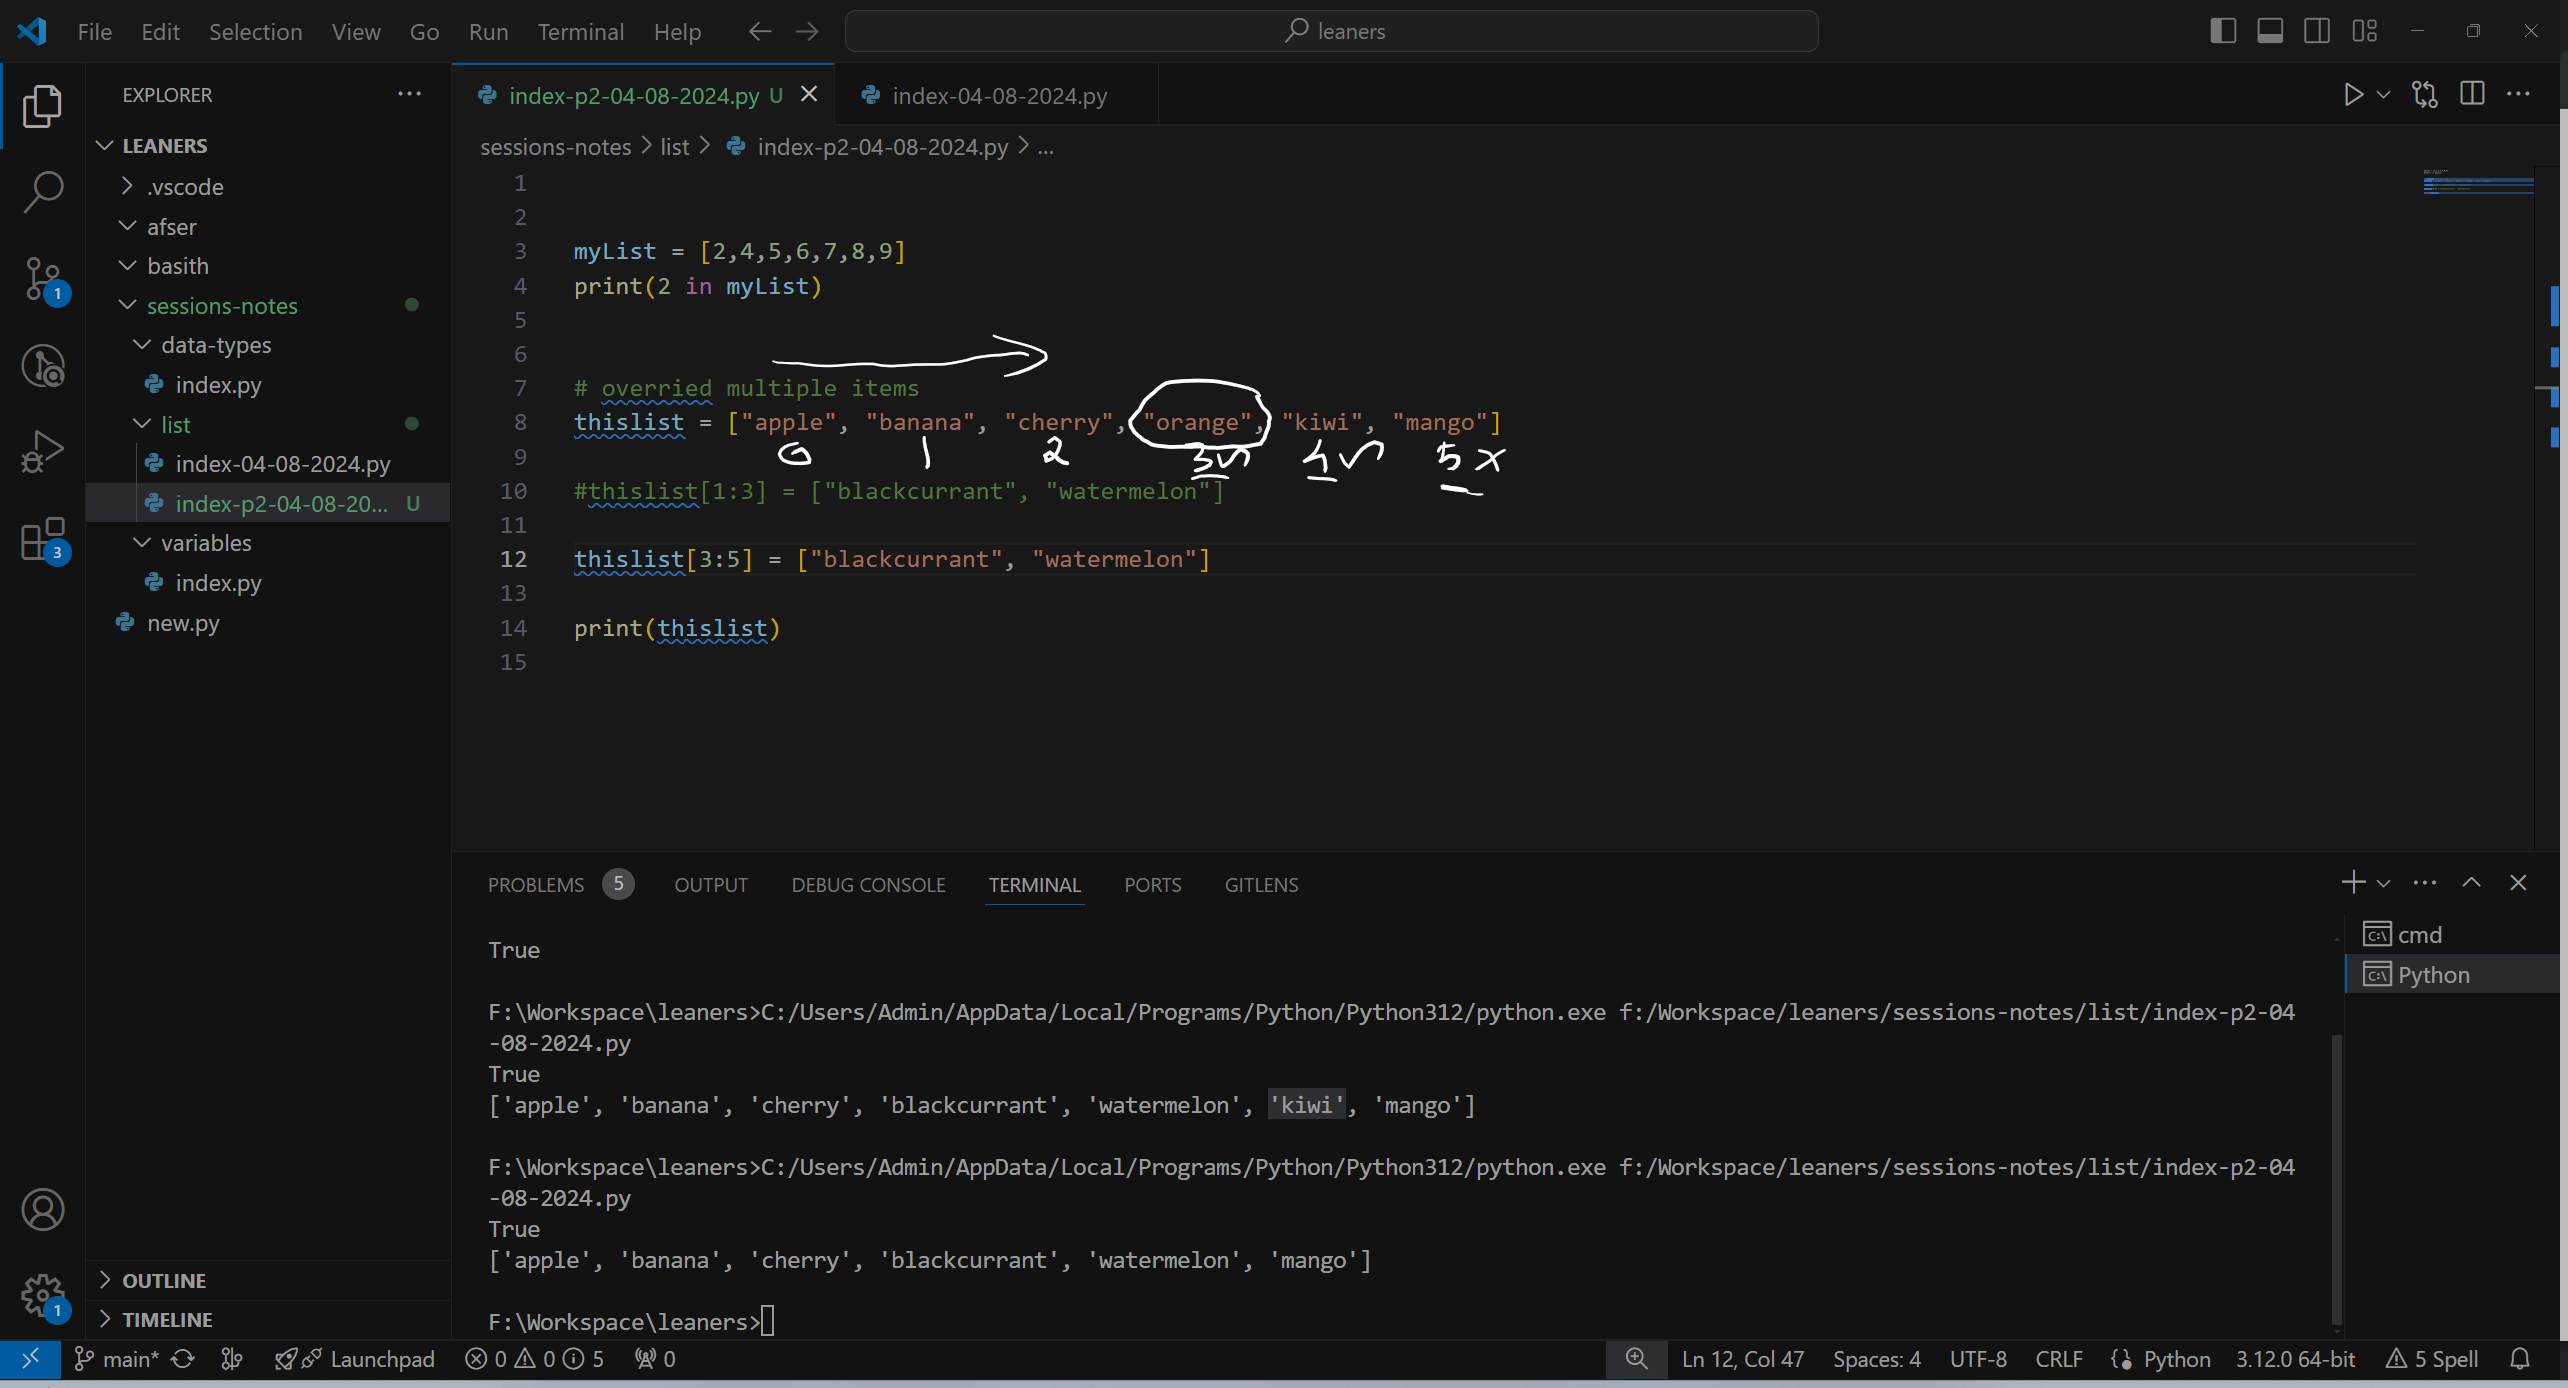 File Edit Selection View Go Run Terminal Help leaners
EXPLORER
LEANERS
.vscode
afser
basith
sessions-notes
data-types
index.py
list
index-04-08-2024.py
index-p2-04-08-20... U
variables
index.py
new.py
OUTLINE
TIMELINE
1
3
1
index-p2-04-08-2024.py U index-04-08-2024.py
sessions-notes > list > index-p2-04-08-2024.py > ...
1
2
3 myList = [2,4,5,6,7,8,9]
4 print(2 in myList)
5
6
7 # overried multiple items
8 thislist = ["apple", "banana", "cherry", "orange", "kiwi", "mango"]
0 1 2 3 4 5 x
9
10 #thislist[1:3] = ["blackcurrant", "watermelon"]
11
12 thislist[3:5] = ["blackcurrant", "watermelon"]
13
14 print(thislist)
15
PROBLEMS 5 OUTPUT DEBUG CONSOLE TERMINAL PORTS GITLENS
cmd
Python
True
F:\Workspace\leaners>C:/Users/Admin/AppData/Local/Programs/Python/Python312/python.exe f:/Workspace/leaners/sessions-notes/list/index-p2-04
-08-2024.py
True
['apple', 'banana', 'cherry', 'blackcurrant', 'watermelon', 'kiwi', 'mango']
F:\Workspace\leaners>C:/Users/Admin/AppData/Local/Programs/Python/Python312/python.exe f:/Workspace/leaners/sessions-notes/list/index-p2-04
-08-2024.py
True
['apple', 'banana', 'cherry', 'blackcurrant', 'watermelon', 'mango']
F:\Workspace\leaners>
main* Launchpad 0 0 5 0 Ln 12, Col 47 Spaces: 4 UTF-8 CRLF Python 3.12.0 64-bit 5 Spell